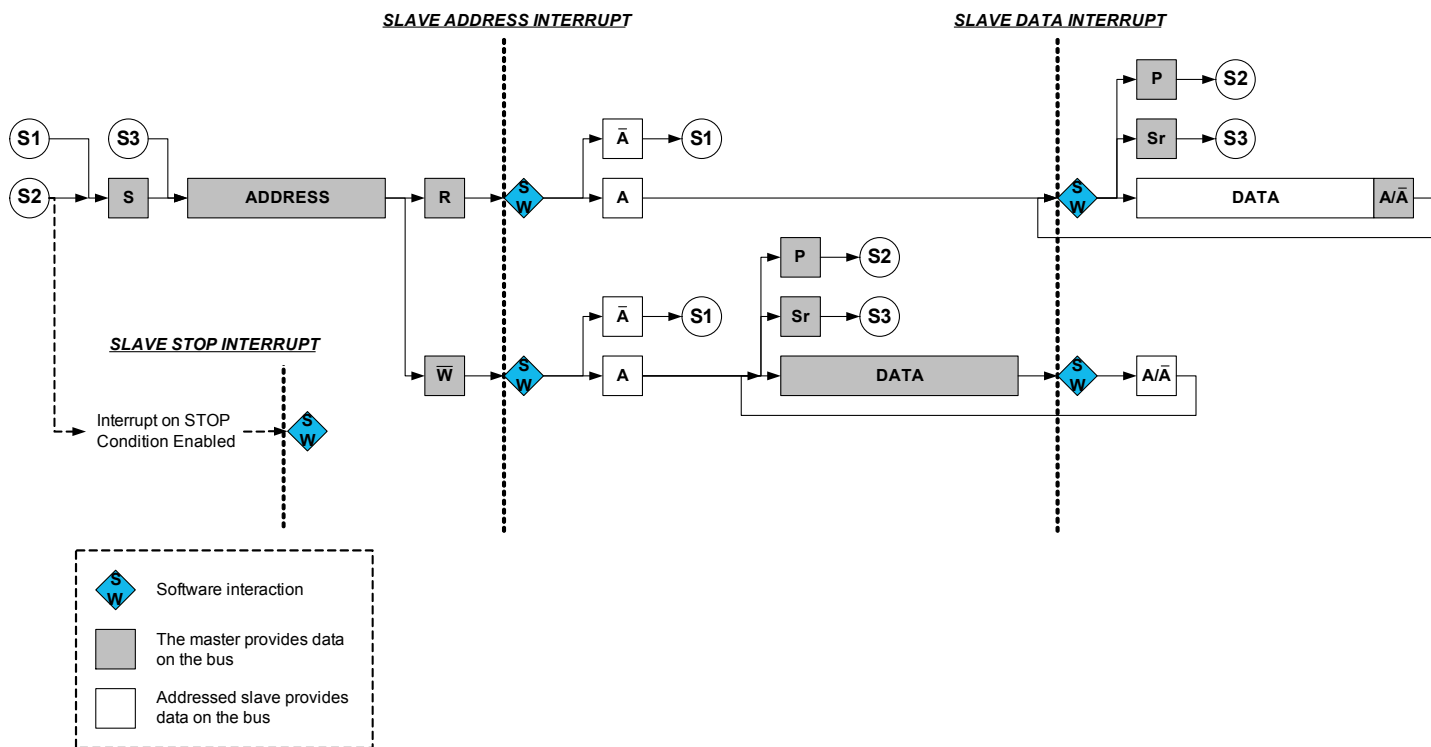 SLAVE ADDRESS INTERRUPT
SLAVE DATA INTERRUPT
P
S2
S1
S3
A̅
S1
Sr
S3
S2
S
ADDRESS
R
S
W
A
S
W
DATA
A/A̅
P
S2
A̅
S1
Sr
S3
SLAVE STOP INTERRUPT
W̅
S
W
A
DATA
S
W
A/A̅
Interrupt on STOP
Condition Enabled
S
W
S
W
Software interaction
The master provides data
on the bus
Addressed slave provides
data on the bus